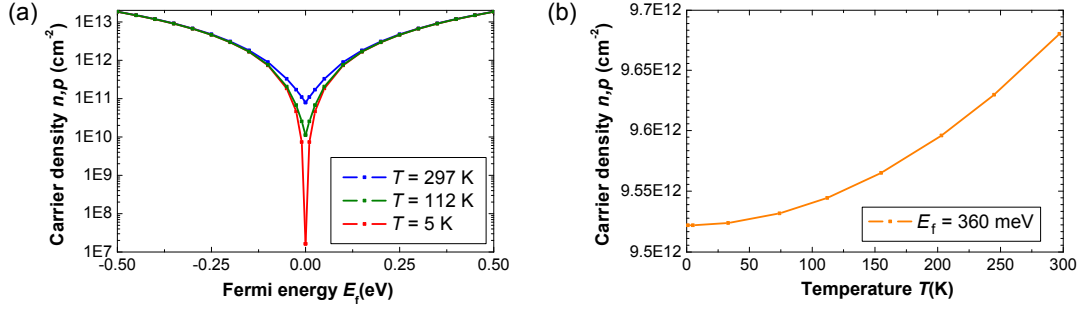 (a)
Carrier density n,p (cm⁻²)
1E13
1E12
1E11
1E10
1E9
1E8
1E7
-0.50
-0.25
0.00
0.25
0.50
Fermi energy E_f(eV)
T = 297 K
T = 112 K
T = 5 K
(b)
Carrier density n,p (cm⁻²)
9.7E12
9.65E12
9.6E12
9.55E12
9.5E12
0
50
100
150
200
250
300
Temperature T(K)
E_f = 360 meV